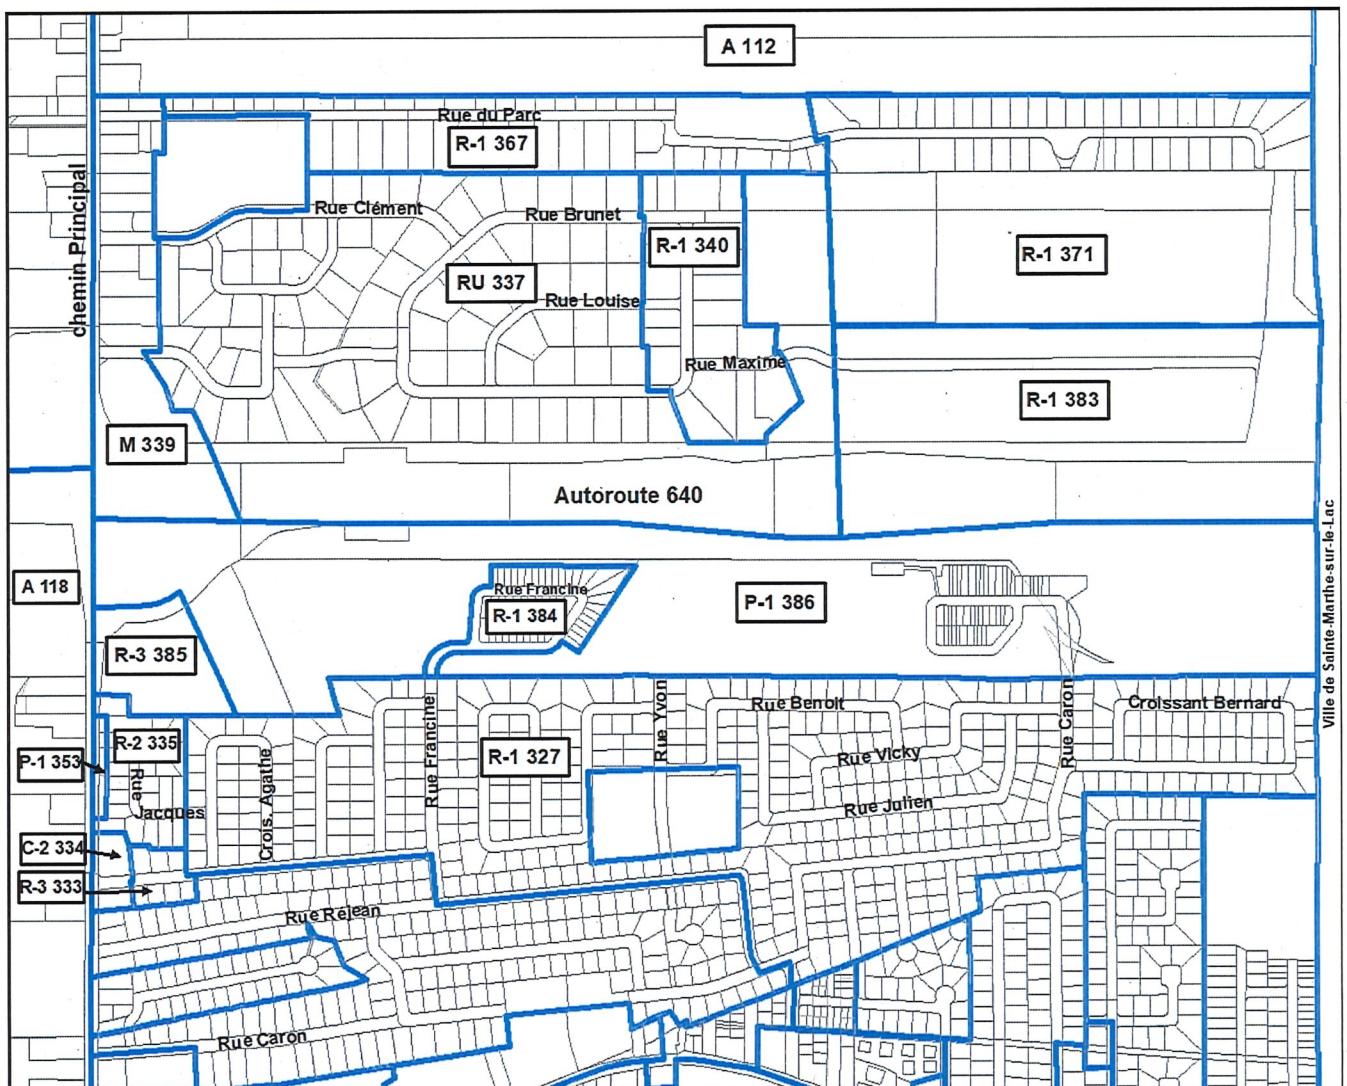 A 112
Rue du Parc
R-1 367
chemin Principal
Rue Clément
Rue Brunet
R-1 340
R-1 371
RU 337
Rue Louise
Rue Maxime
R-1 383
M 339
Autoroute 640
Ville de Sainte-Marthe-sur-le-Lac
A 118
Rue Francine
R-1 384
P-1 386
R-3 385
Rue Francine
Rue Yvon
Rue Benoit
Rue Caron
Croissant Bernard
R-2 335
P-1 353
R-1 327
Rue Vicky
Rue
Jacques
Crois. Agathe
Rue Julien
C-2 334
R-3 333
Rue Réjean
Rue Caron